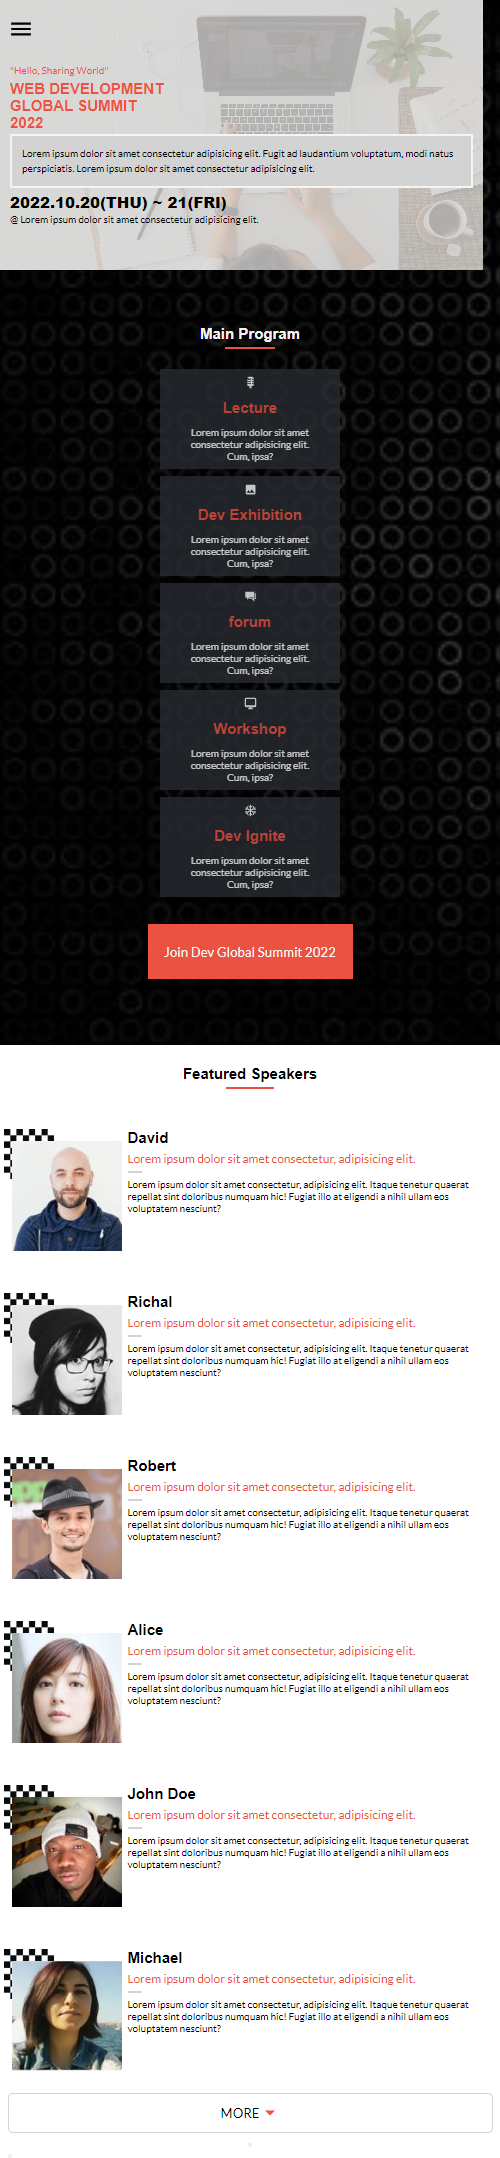 "Hello, Sharing World"
WEB DEVELOPMENT
GLOBAL SUMMIT
2022
Lorem ipsum dolor sit amet consectetur adipisicing elit. Fugit ad laudantium voluptatum, modi natus
perspiciatis. Lorem ipsum dolor sit amet consectetur adipisicing elit.
2022.10.20(THU) ~ 21(FRI)
@ Lorem ipsum dolor sit amet consectetur adipisicing elit.
Main Program
Lecture
Lorem ipsum dolor sit amet
consectetur adipisicing elit.
Cum, ipsa?
Dev Exhibition
Lorem ipsum dolor sit amet
consectetur adipisicing elit.
Cum, ipsa?
forum
Lorem ipsum dolor sit amet
consectetur adipisicing elit.
Cum, ipsa?
Workshop
Lorem ipsum dolor sit amet
consectetur adipisicing elit.
Cum, ipsa?
Dev Ignite
Lorem ipsum dolor sit amet
consectetur adipisicing elit.
Cum, ipsa?
Join Dev Global Summit 2022
Featured Speakers
David
Lorem ipsum dolor sit amet consectetur, adipisicing elit.
Lorem ipsum dolor sit amet consectetur, adipisicing elit. Itaque tenetur quaerat
repellat sint doloribus numquam hic! Fugiat illo at eligendi a nihil ullam eos
voluptatem nesciunt?
Richal
Lorem ipsum dolor sit amet consectetur, adipisicing elit.
Lorem ipsum dolor sit amet consectetur, adipisicing elit. Itaque tenetur quaerat
repellat sint doloribus numquam hic! Fugiat illo at eligendi a nihil ullam eos
voluptatem nesciunt?
Robert
Lorem ipsum dolor sit amet consectetur, adipisicing elit.
Lorem ipsum dolor sit amet consectetur, adipisicing elit. Itaque tenetur quaerat
repellat sint doloribus numquam hic! Fugiat illo at eligendi a nihil ullam eos
voluptatem nesciunt?
Alice
Lorem ipsum dolor sit amet consectetur, adipisicing elit.
Lorem ipsum dolor sit amet consectetur, adipisicing elit. Itaque tenetur quaerat
repellat sint doloribus numquam hic! Fugiat illo at eligendi a nihil ullam eos
voluptatem nesciunt?
John Doe
Lorem ipsum dolor sit amet consectetur, adipisicing elit.
Lorem ipsum dolor sit amet consectetur, adipisicing elit. Itaque tenetur quaerat
repellat sint doloribus numquam hic! Fugiat illo at eligendi a nihil ullam eos
voluptatem nesciunt?
Michael
Lorem ipsum dolor sit amet consectetur, adipisicing elit.
Lorem ipsum dolor sit amet consectetur, adipisicing elit. Itaque tenetur quaerat
repellat sint doloribus numquam hic! Fugiat illo at eligendi a nihil ullam eos
voluptatem nesciunt?
MORE